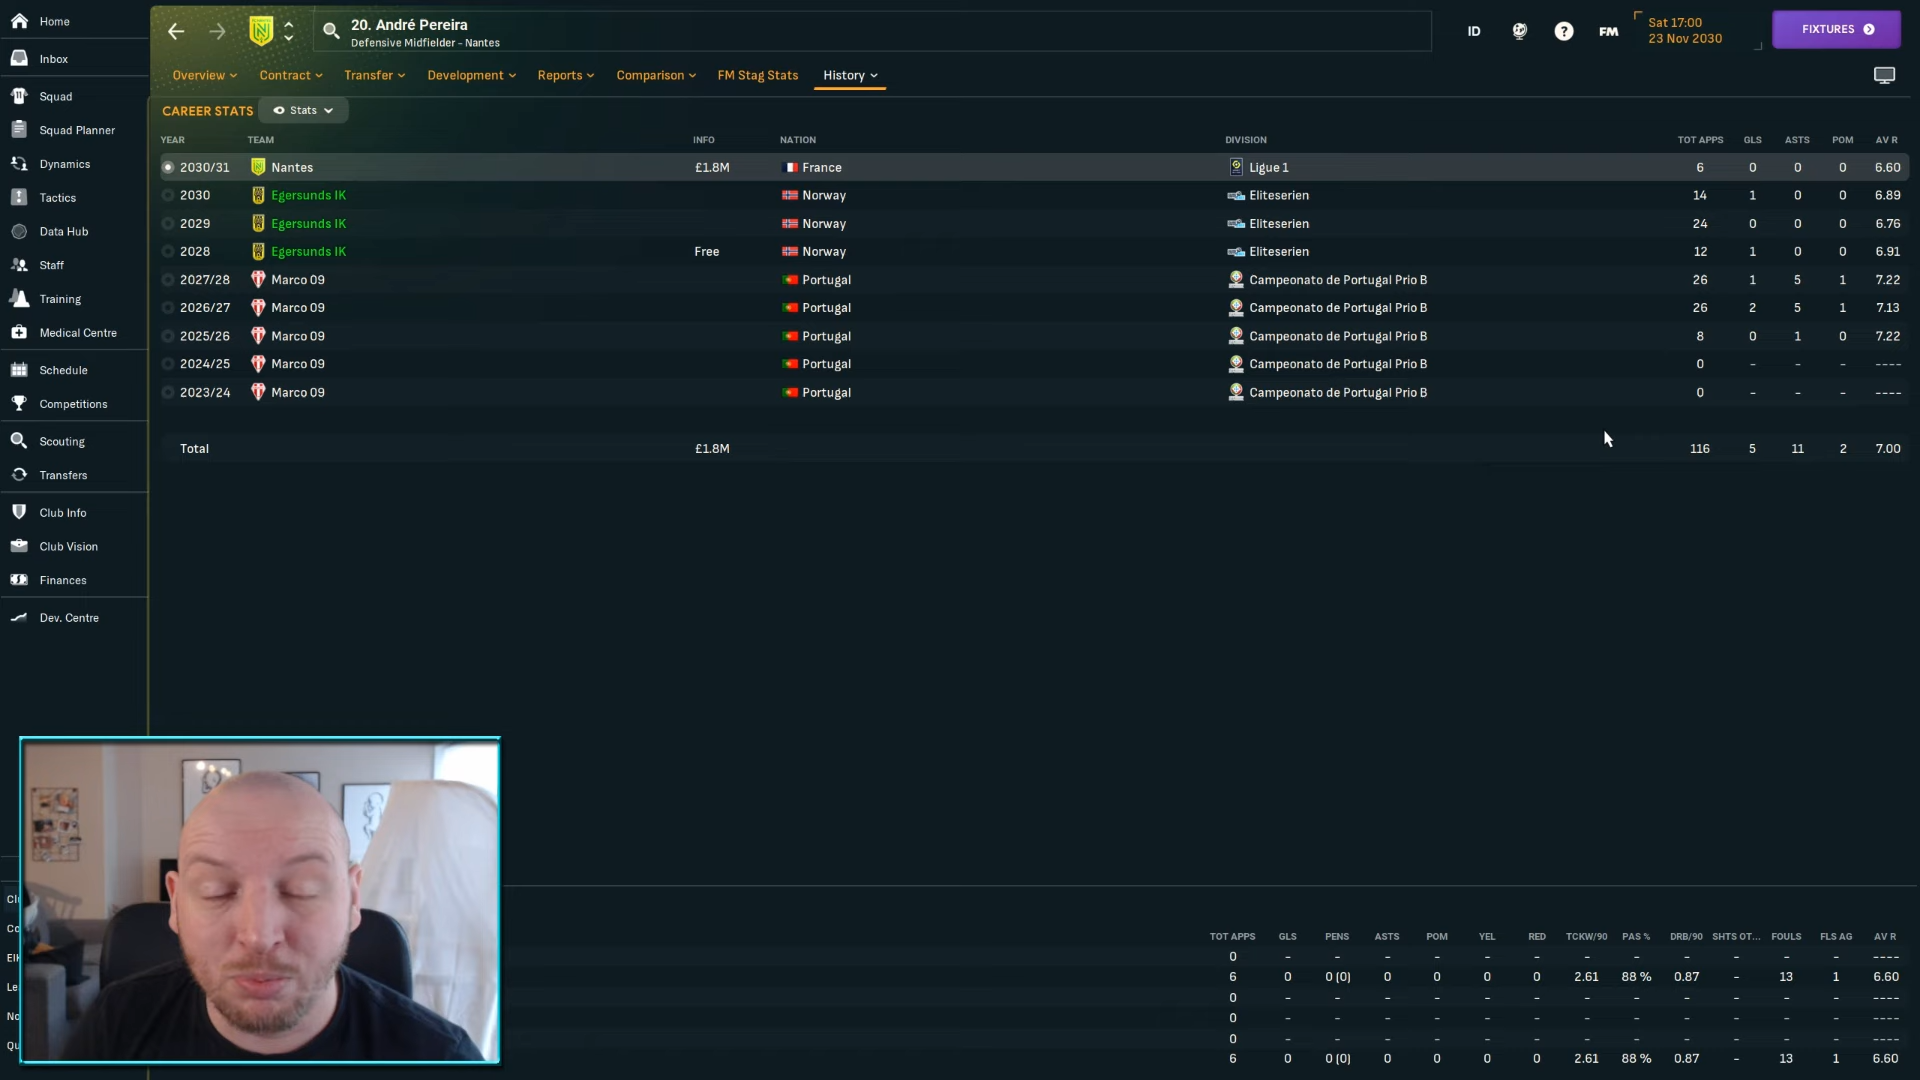 Home
Inbox
Squad
Squad Planner
Dynamics
Tactics
Data Hub
Staff
Training
Medical Centre
Schedule
Competitions
Scouting
Transfers
Club Info
Club Vision
Finances
Dev. Centre
20. André Pereira
Defensive Midfielder - Nantes
ID
FM
Sat 17:00
23 Nov 2030
FIXTURES
Overview Contract Transfer Development Reports Comparison FM Stag Stats History
CAREER STATS Stats
YEAR TEAM INFO NATION DIVISION TOT APPS GLS ASTS POM AV R
2030/31 Nantes £1.8M France Ligue 1 6 0 0 0 6.60
2030 Egersunds IK Norway Eliteserien 14 1 0 0 6.89
2029 Egersunds IK Norway Eliteserien 24 0 0 0 6.76
2028 Egersunds IK Free Norway Eliteserien 12 1 0 0 6.91
2027/28 Marco 09 Portugal Campeonato de Portugal Prio B 26 1 5 1 7.22
2026/27 Marco 09 Portugal Campeonato de Portugal Prio B 26 2 5 1 7.13
2025/26 Marco 09 Portugal Campeonato de Portugal Prio B 8 0 1 0 7.22
2024/25 Marco 09 Portugal Campeonato de Portugal Prio B 0 - - - ----
2023/24 Marco 09 Portugal Campeonato de Portugal Prio B 0 - - - ----
Total £1.8M 116 5 11 2 7.00
TOT APPS GLS PENS ASTS POM YEL RED TCKW/90 PAS % DRB/90 SHTS OT... FOULS FLS AG AV R
0 - - - - - - - - - - - - ----
6 0 0 (0) 0 0 0 0 2.61 88 % 0.87 - 13 1 6.60
0 - - - - - - - - - - - - ----
0 - - - - - - - - - - - - ----
0 - - - - - - - - - - - - ----
6 0 0 (0) 0 0 0 0 2.61 88 % 0.87 - 13 1 6.60